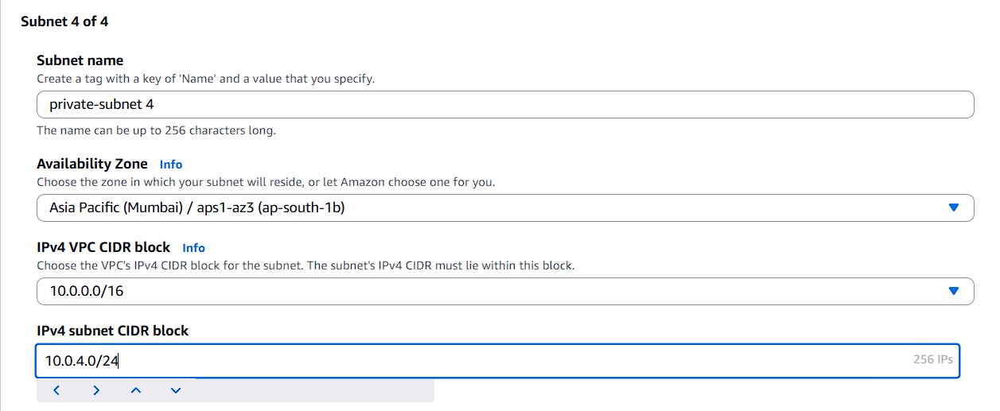 Subnet 4 of 4
Subnet name
Create a tag with a key of 'Name' and a value that you specify.
private-subnet 4
The name can be up to 256 characters long.
Availability Zone Info
Choose the zone in which your subnet will reside, or let Amazon choose one for you.
Asia Pacific (Mumbai) / aps1-az3 (ap-south-1b)
IPv4 VPC CIDR block Info
Choose the VPC's IPv4 CIDR block for the subnet. The subnet's IPv4 CIDR must lie within this block.
10.0.0.0/16
IPv4 subnet CIDR block
10.0.4.0/24 256 IPs